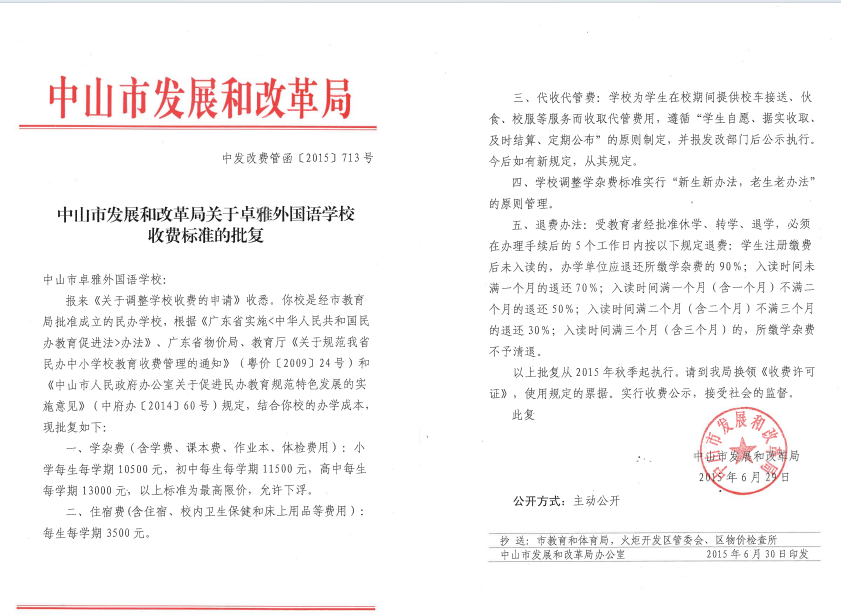 中山市发展和改革局
中发改费管函〔2015〕713号
中山市发展和改革局关于卓雅外国语学校
收费标准的批复
中山市卓雅外国语学校:
报来《关于调整学校收费的申请》收悉。你校是经市教育
局批准成立的民办学校，根据《广东省实施<中华人民共和国民
办教育促进法>办法》、广东省物价局、教育厅《关于规范我省
民办中小学校教育收费管理的通知》（粤价〔2009〕24号）和
《中山市人民政府办公室关于促进民办教育规范特色发展的实
施意见》（中府办〔2014〕60号）规定，结合你校的办学成本，
现批复如下:
一、学杂费（含学费、课本费、作业本、体检费用）：小
学每生每学期10500元，初中每生每学期11500元，高中每生
每学期13000元，以上标准为最高限价，允许下浮。
二、住宿费(含住宿、校内卫生保健和床上用品等费用）：
每生每学期3500元。
三、代收代管费：学校为学生在校期间提供校车接送、伙
食、校服等服务而收取代管费用，遵循“学生自愿、据实收取、
及时结算、定期公布”的原则制定，并报发改部门后公示执行。
今后如有新规定，从其规定。
四、学校调整学杂费标准实行“新生新办法，老生老办法”
的原则管理。
五、退费办法：受教育者经批准休学、转学、退学，必须
在办理手续后的5个工作日内按以下规定退费：学生注册缴费
后未入读的，办学单位应退还所缴学杂费的90%；入读时间未
满一个月的退还70%；入读时间满一个月（含一个月）不满二
个月的退还50%；入读时间满二个月（含二个月）不满三个月
的退还30%；入读时间满三个月（含三个月）的，所缴学杂费
不予清退。
以上批复从2015年秋季起执行。请到我局换领《收费许可
证》，使用规定的票据。实行收费公示，接受社会的监督。
此复
中山市发展和改革局
中山市发展和改革局
2015年6月29日
公开方式：主动公开
抄 送：市教育和体育局，火炬开发区管委会、区物价检查所
中山市发展和改革局办公室 2015年6月30日印发